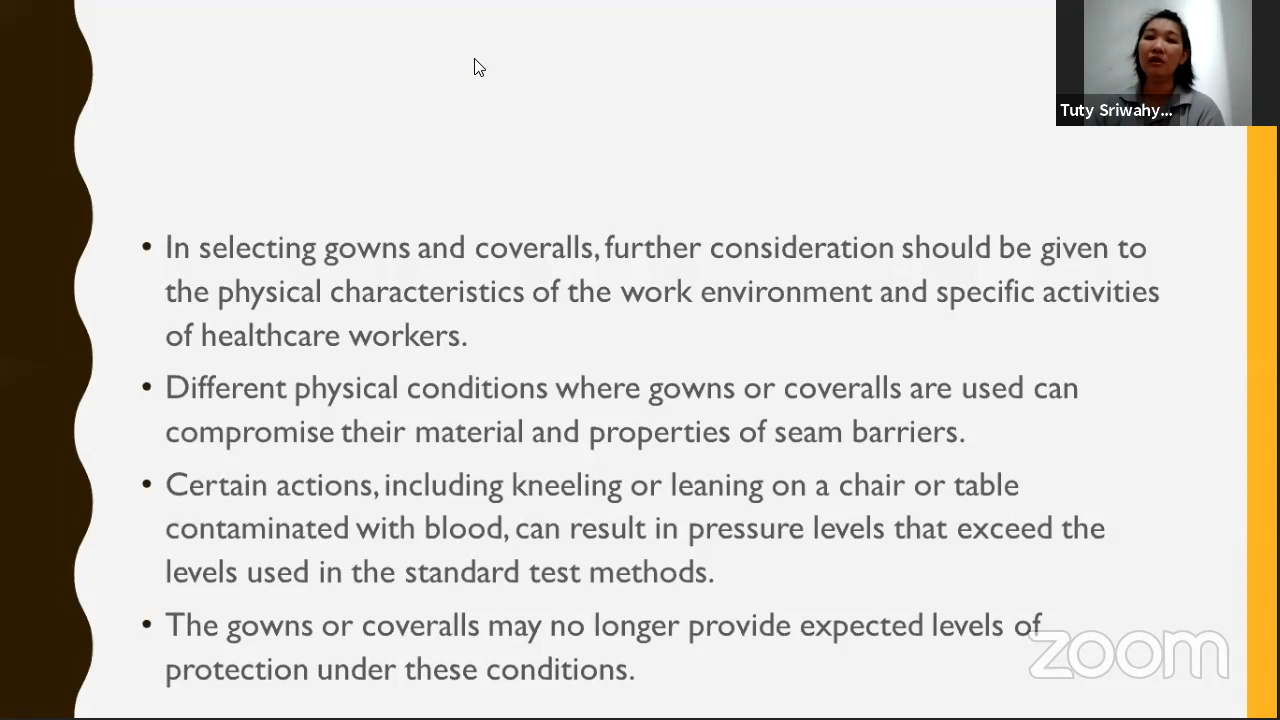 Tuty Sriwahy...
• In selecting gowns and coveralls, further consideration should be given to
the physical characteristics of the work environment and specific activities
of healthcare workers.
• Different physical conditions where gowns or coveralls are used can
compromise their material and properties of seam barriers.
• Certain actions, including kneeling or leaning on a chair or table
contaminated with blood, can result in pressure levels that exceed the
levels used in the standard test methods.
• The gowns or coveralls may no longer provide expected levels of
protection under these conditions.
zoom